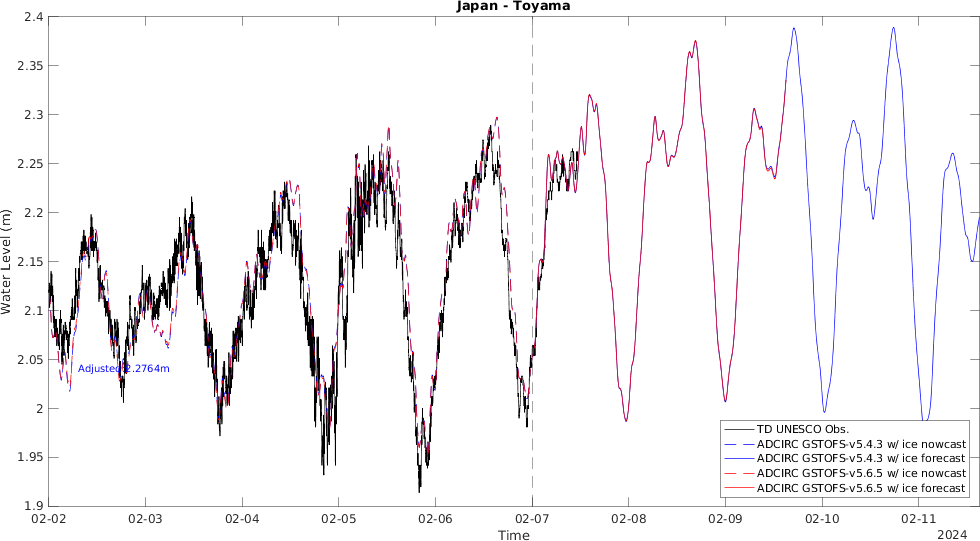 Japan - Toyama
Water Level (m)
2.4
2.35
2.3
2.25
2.2
2.15
2.1
2.05
2
1.95
1.9
Adjusted 2.2764m
TD UNESCO Obs.
ADCIRC GSTOFS-v5.4.3 w/ ice nowcast
ADCIRC GSTOFS-v5.4.3 w/ ice forecast
ADCIRC GSTOFS-v5.6.5 w/ ice nowcast
ADCIRC GSTOFS-v5.6.5 w/ ice forecast
02-02 02-03 02-04 02-05 02-06 02-07 02-08 02-09 02-10 02-11
Time
2024